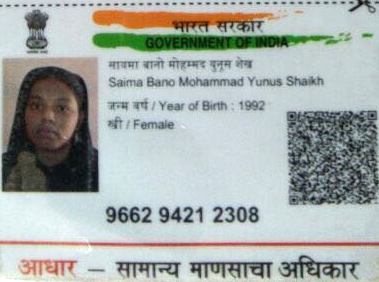 भारत सरकार
GOVERNMENT OF INDIA
सायमा बानो मोहम्मद युनूस शेख
Saima Bano Mohammad Yunus Shaikh
जन्म वर्ष / Year of Birth : 1992
स्त्री / Female
9662 9421 2308
आधार — सामान्य माणसाचा अधिकार